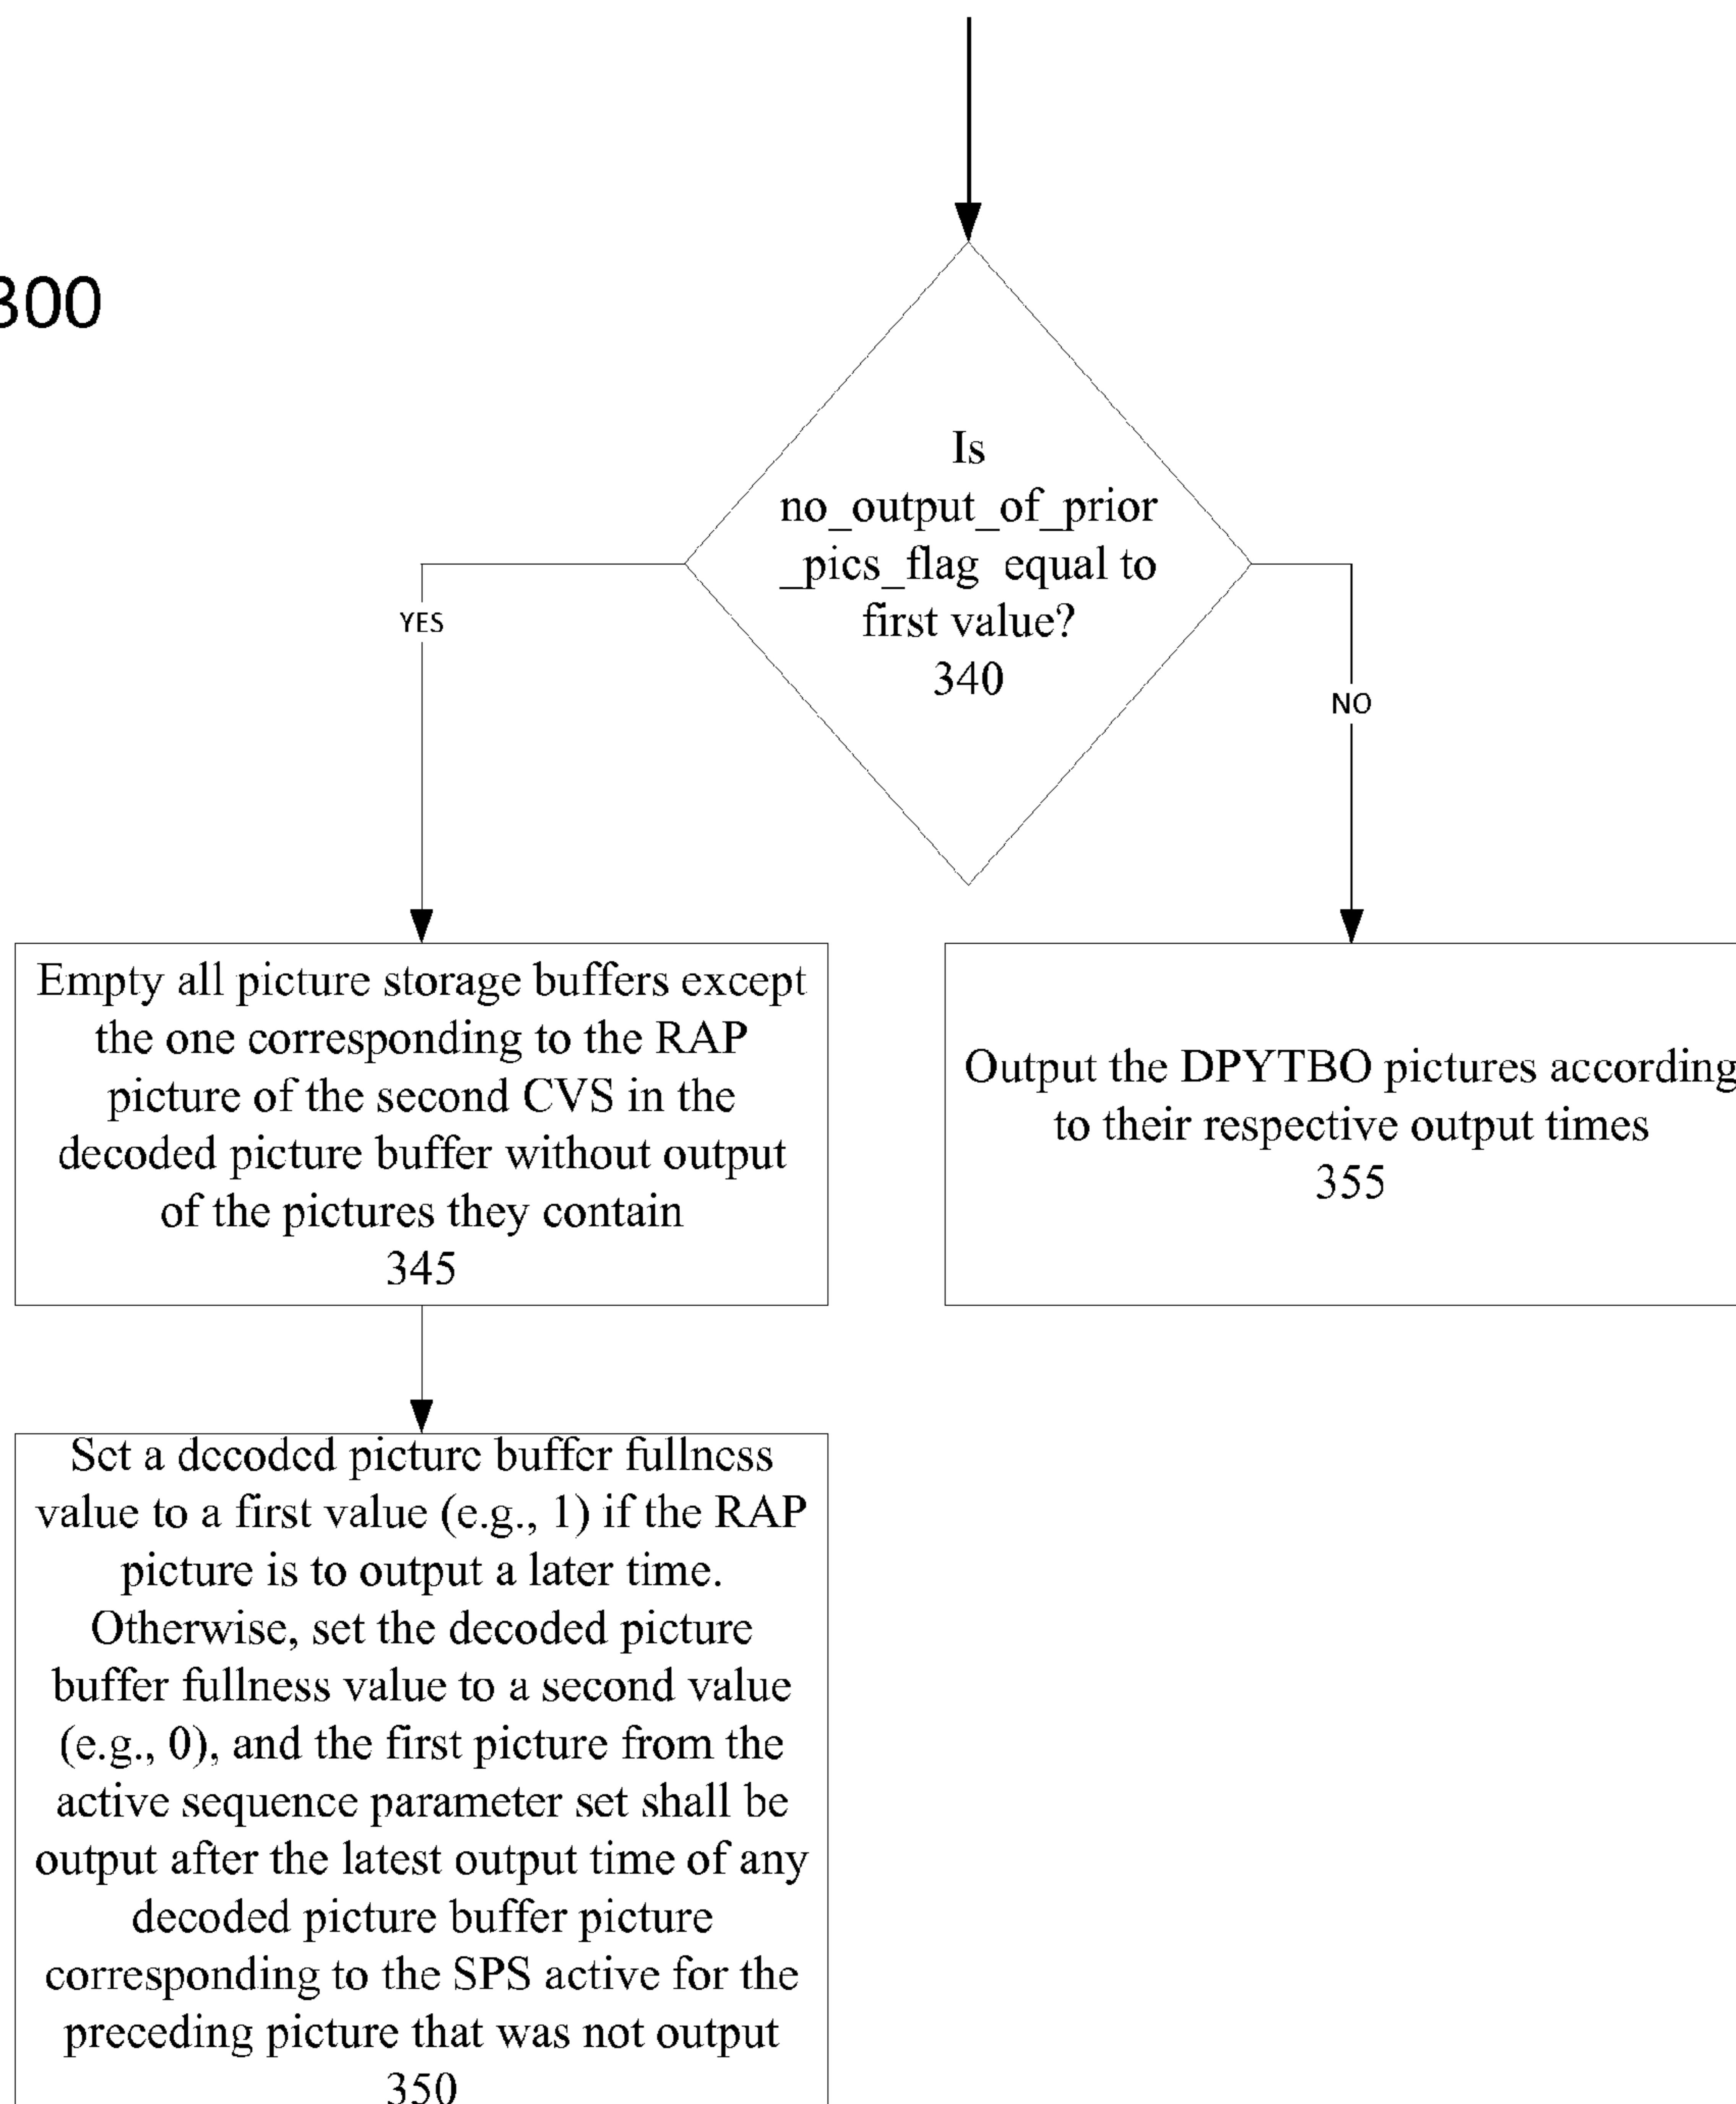 300
Is
no_output_of_prior
_pics_flag equal to
first value?
340
YES
NO
Empty all picture storage buffers except
the one corresponding to the RAP
picture of the second CVS in the
decoded picture buffer without output
of the pictures they contain
345
Output the DPYTBO pictures according
to their respective output times
355
Set a decoded picture buffer fullness
value to a first value (e.g., 1) if the RAP
picture is to output a later time.
Otherwise, set the decoded picture
buffer fullness value to a second value
(e.g., 0), and the first picture from the
active sequence parameter set shall be
output after the latest output time of any
decoded picture buffer picture
corresponding to the SPS active for the
preceding picture that was not output
350